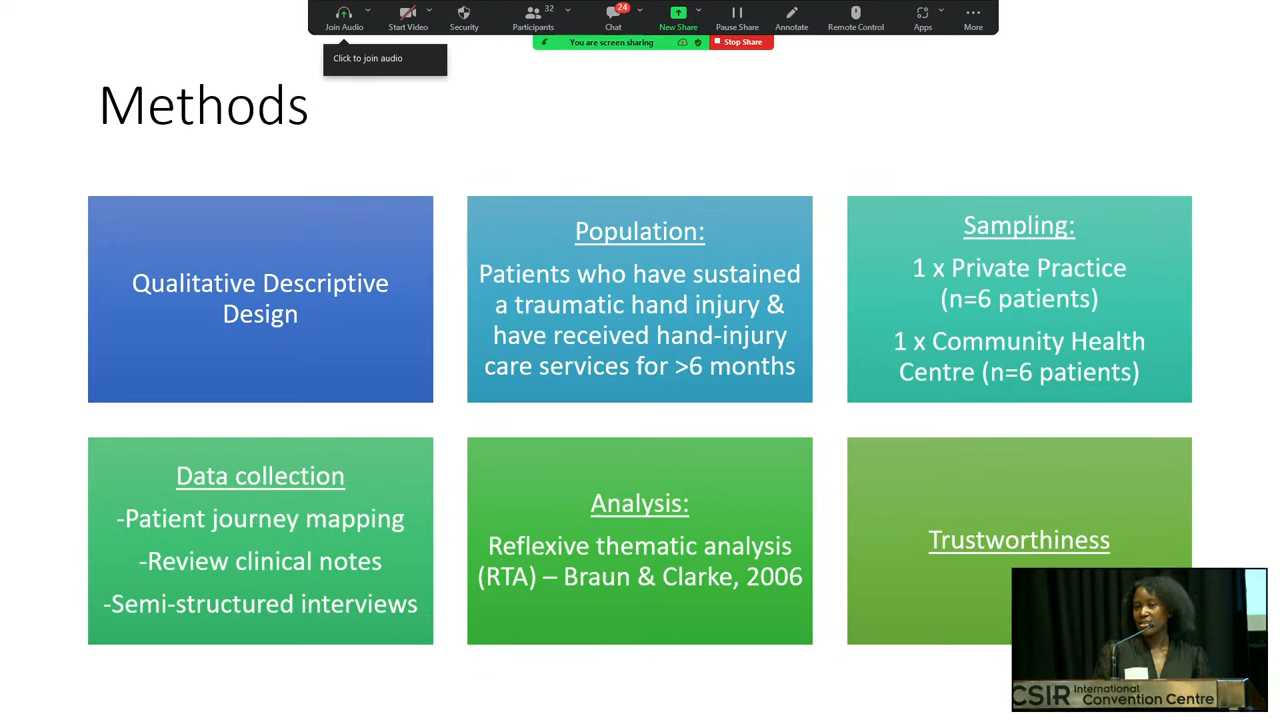 Join Audio
Start Video
Security
32
Participants
24
Chat
New Share
Pause Share
Annotate
Remote Control
Apps
More
You are screen sharing
Stop Share
Click to join audio
Methods
Qualitative Descriptive
Design
Population:
Patients who have sustained
a traumatic hand injury &
have received hand-injury
care services for >6 months
Sampling:
1 x Private Practice
(n=6 patients)
1 x Community Health
Centre (n=6 patients)
Data collection
-Patient journey mapping
-Review clinical notes
-Semi-structured interviews
Analysis:
Reflexive thematic analysis
(RTA) – Braun & Clarke, 2006
Trustworthiness
CSIR International
Convention Centre